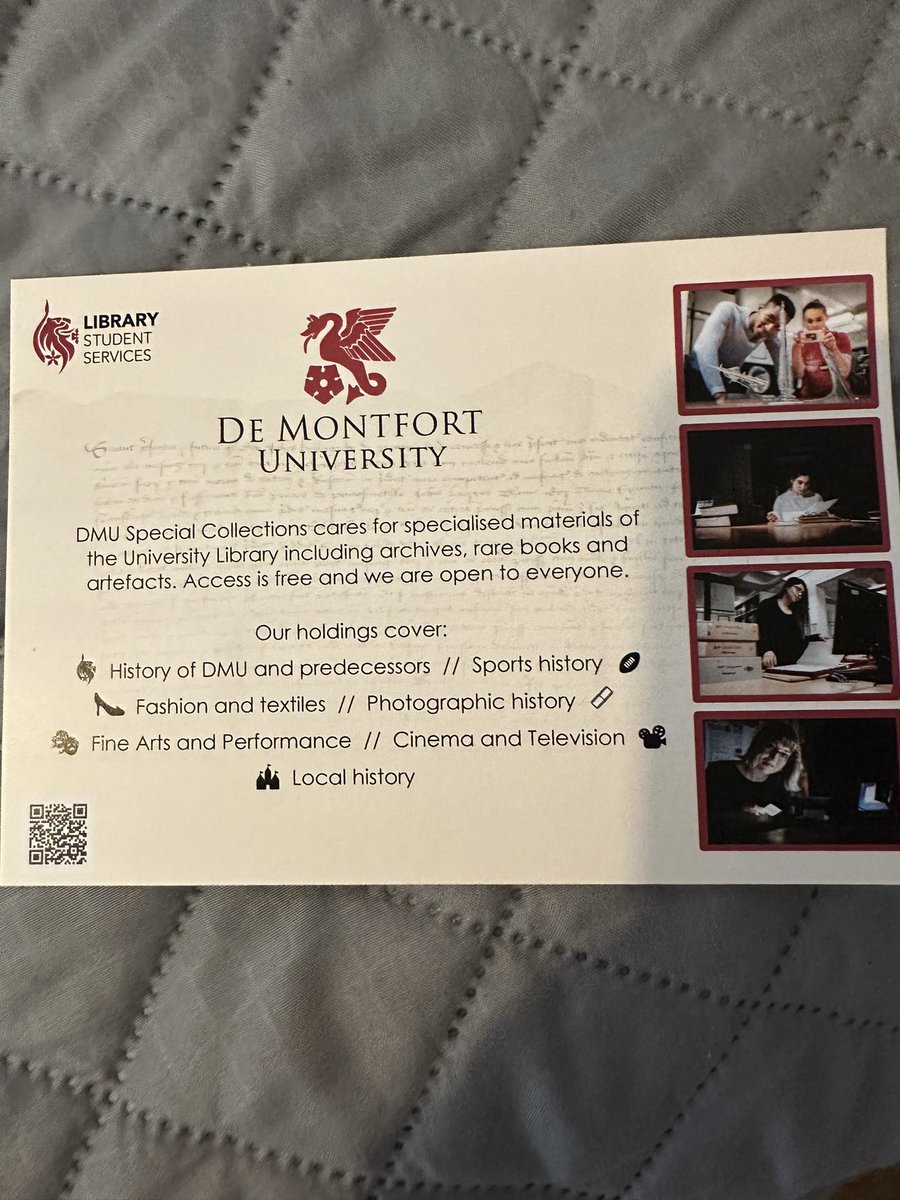 LIBRARY
STUDENT
SERVICES
DE MONTFORT
UNIVERSITY
DMU Special Collections cares for specialised materials of
the University Library including archives, rare books and
artefacts. Access is free and we are open to everyone.
Our holdings cover:
History of DMU and predecessors // Sports history
Fashion and textiles // Photographic history
Fine Arts and Performance // Cinema and Television
Local history